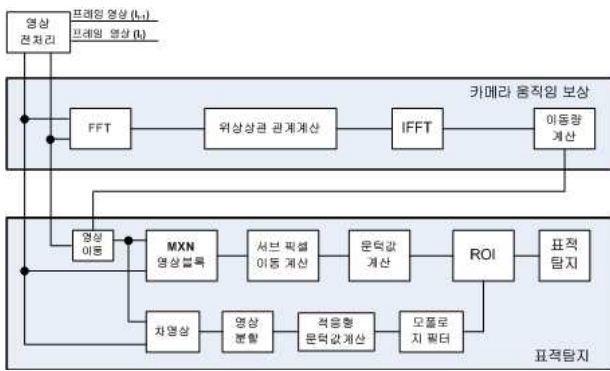 영상
전처리
프레임 영상 (It-1)
프레임 영상 (It)
카메라 움직임 보상
FFT
위상상관 관계계산
IFFT
이동량
계산
영상
이동
MXN
영상블록
서브 픽셀
이동 계산
문턱값
계산
ROI
표적
탐지
차영상
영상
분할
적응형
문턱값계산
모폴로
지 필터
표적탐지